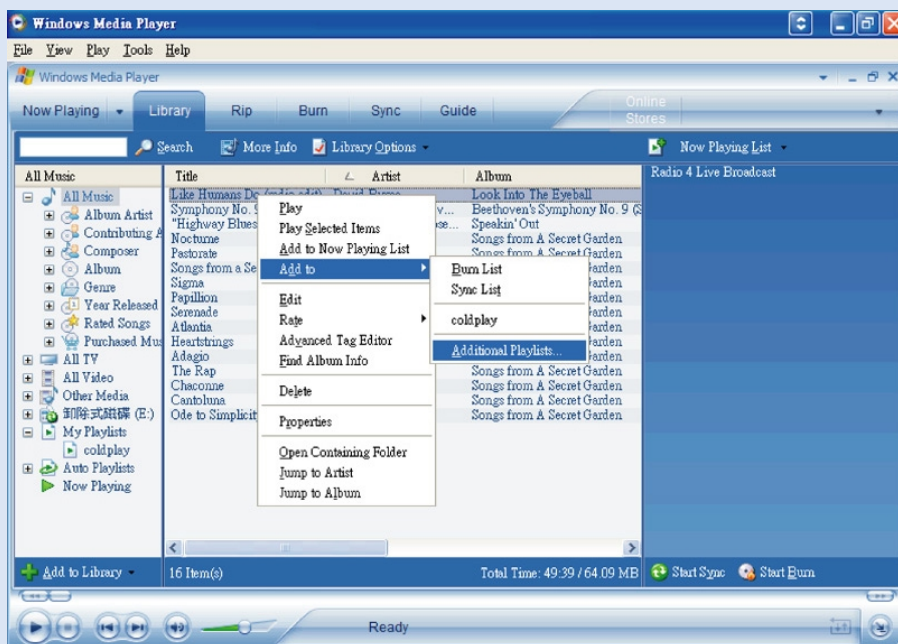 Windows Media Player
File View Play Tools Help
Windows Media Player
Now Playing Library Rip Burn Sync Guide Online Stores
Search More Info Library Options Now Playing List
All Music
All Music
Album Artist
Contributing A
Composer
Album
Genre
Year Released
Rated Songs
Purchased Mu
All TV
All Video
Other Media
卸除式磁碟 (E:)
My Playlists
coldplay
Auto Playlists
Now Playing
Title Artist Album
Like Humans Do (radio edit) David Byrne Look Into The Eyeball
Symphony No. 9 v... Beethoven's Symphony No. 9 (S
"Highway Blues Speakin' Out
Nocturne Songs from A Secret Garden
Pastorate Songs from A Secret Garden
Songs from a Se arden
Sigma arden
Papillion arden
Serenade arden
Atlantia arden
Heartstrings arden
Adagio
The Rap Songs from A Secret Garden
Chaconne Songs from A Secret Garden
Cantoluna Songs from A Secret Garden
Ode to Simplicit Songs from A Secret Garden
Play
Play Selected Items
Add to Now Playing List
Add to
Edit
Rate
Advanced Tag Editor
Find Album Info
Delete
Properties
Open Containing Folder
Jump to Artist
Jump to Album
Burn List
Sync List
coldplay
Additional Playlists...
Radio 4 Live Broadcast
Add to Library 16 Item(s) Total Time: 49:39 / 64.09 MB Start Sync Start Burn
Ready